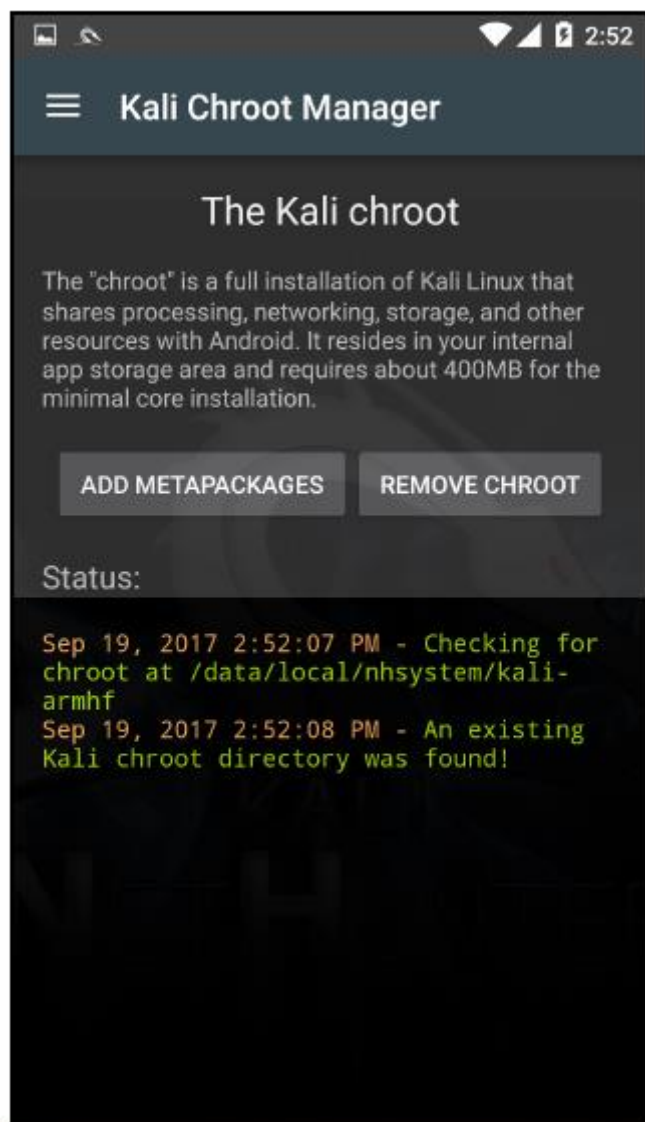 2:52
Kali Chroot Manager
The Kali chroot
The "chroot" is a full installation of Kali Linux that
shares processing, networking, storage, and other
resources with Android. It resides in your internal
app storage area and requires about 400MB for the
minimal core installation.
ADD METAPACKAGES REMOVE CHROOT
Status:
Sep 19, 2017 2:52:07 PM - Checking for
chroot at /data/local/nhsystem/kali-
armhf
Sep 19, 2017 2:52:08 PM - An existing
Kali chroot directory was found!
KALI